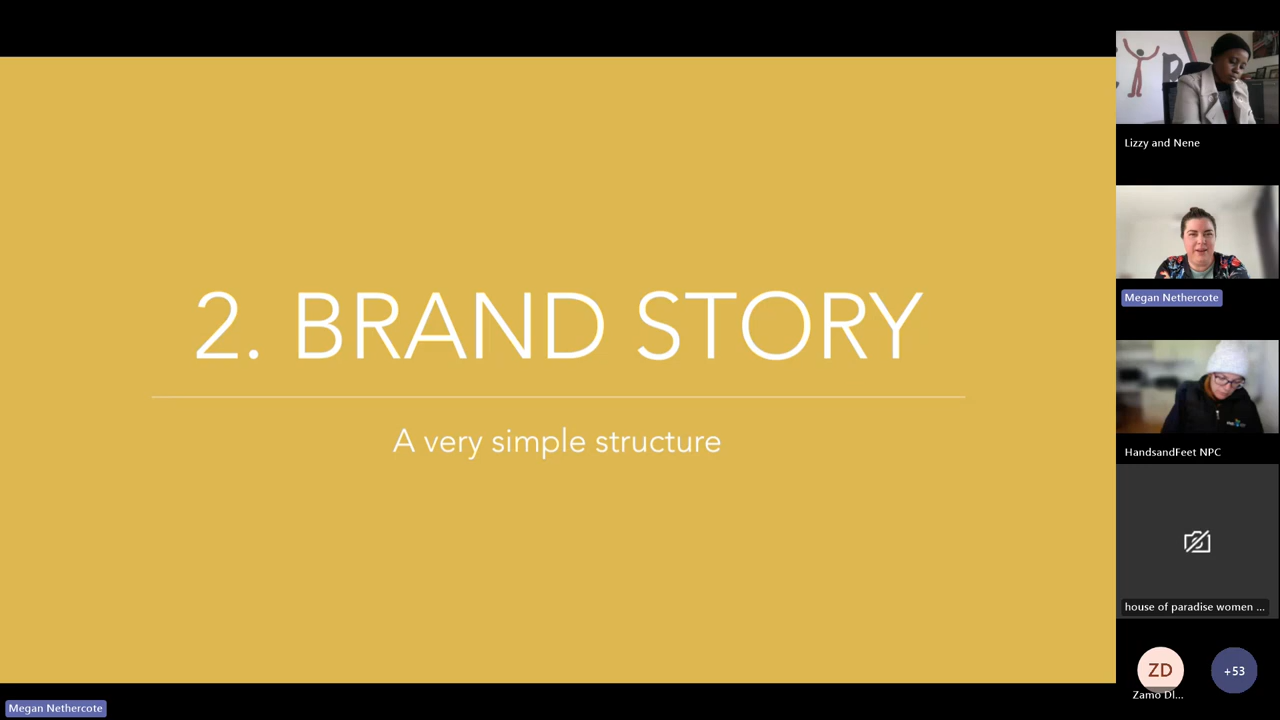 2. BRAND STORY
A very simple structure
Lizzy and Nene
Megan Nethercote
HandsandFeet NPC
house of paradise women ...
ZD
Zamo Dl...
+53
Megan Nethercote